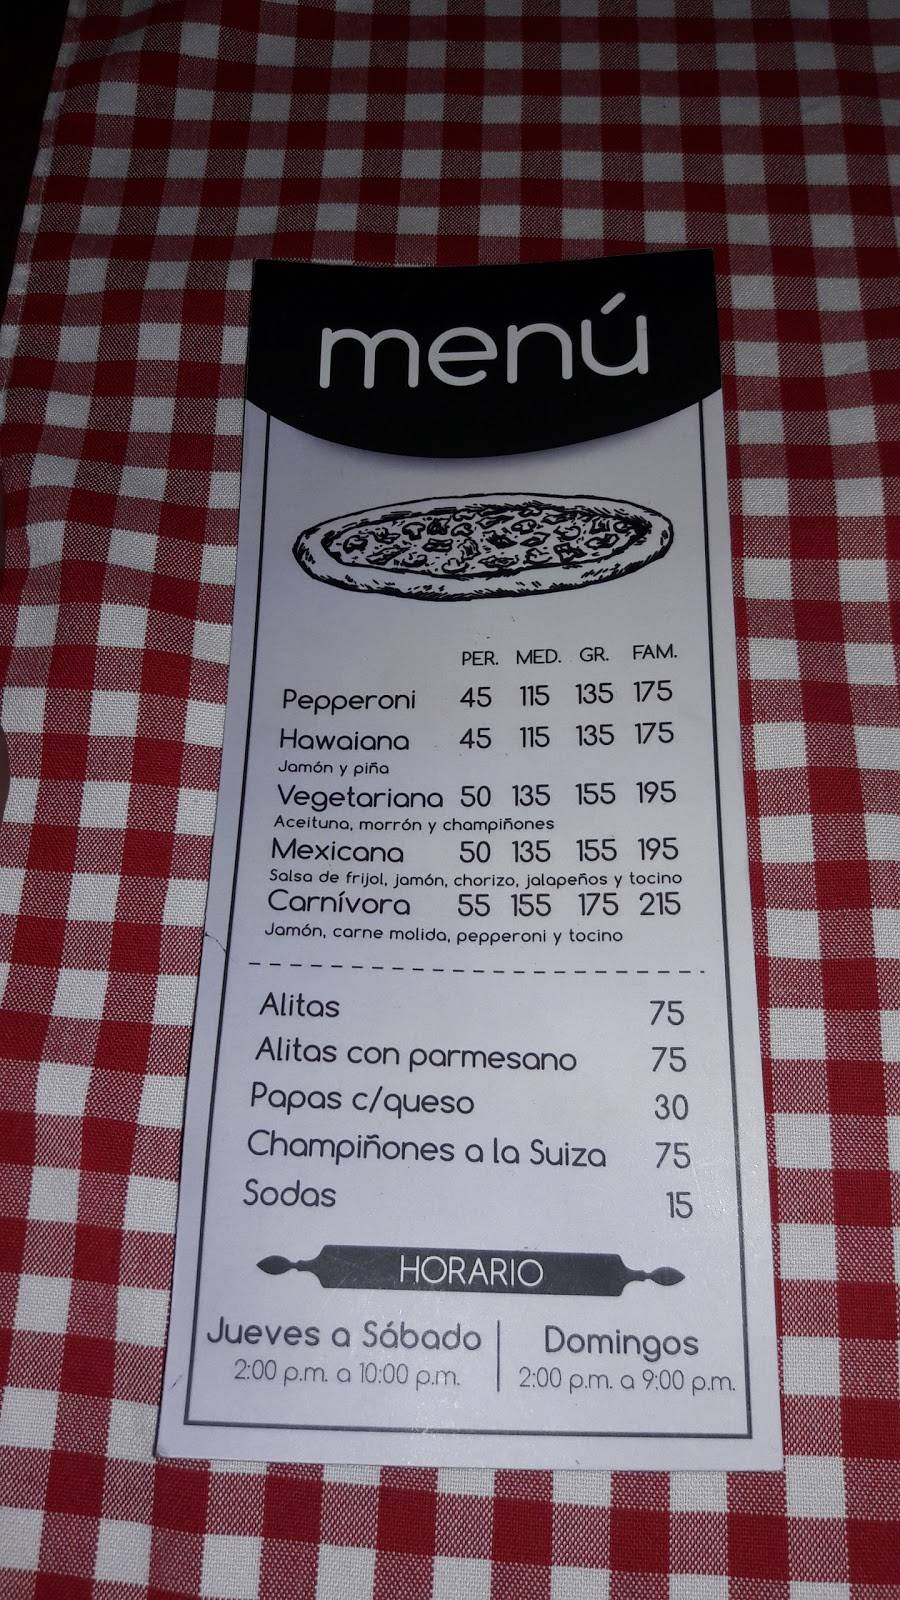 menú
PER. MED. GR. FAM.
Pepperoni 45 115 135 175
Hawaiana 45 115 135 175
Jamón y piña
Vegetariana 50 135 155 195
Aceituna, morrón y champiñones
Mexicana 50 135 155 195
Salsa de frijol, jamón, chorizo, jalapeños y tocino
Carnívora 55 155 175 215
Jamón, carne molida, pepperoni y tocino
Alitas 75
Alitas con parmesano 75
Papas c/queso 30
Champiñones a la Suiza 75
Sodas 15
HORARIO
Jueves a Sábado
2:00 p.m. a 10:00 p.m.
Domingos
2:00 p.m. a 9:00 p.m.